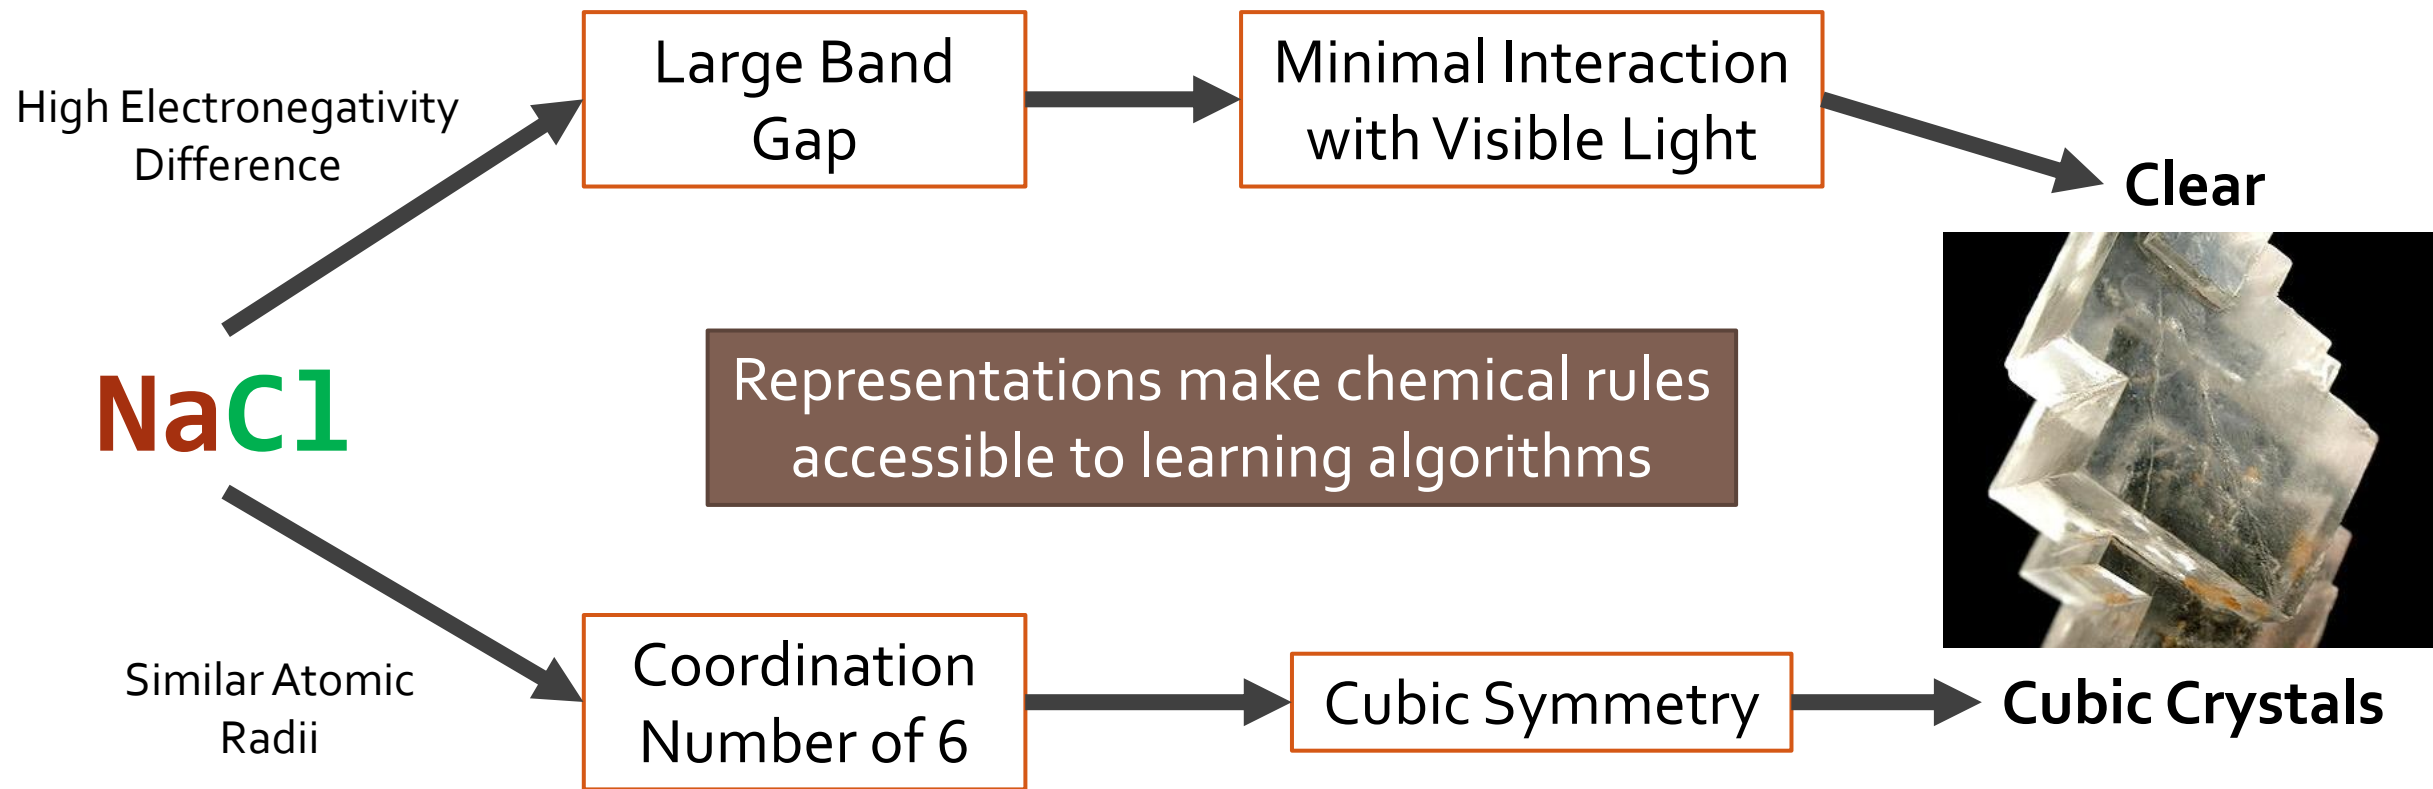 High Electronegativity
Difference
Large Band
Gap
Minimal Interaction
with Visible Light
Clear
NaCl
Representations make chemical rules
accessible to learning algorithms
Similar Atomic
Radii
Coordination
Number of 6
Cubic Symmetry
Cubic Crystals